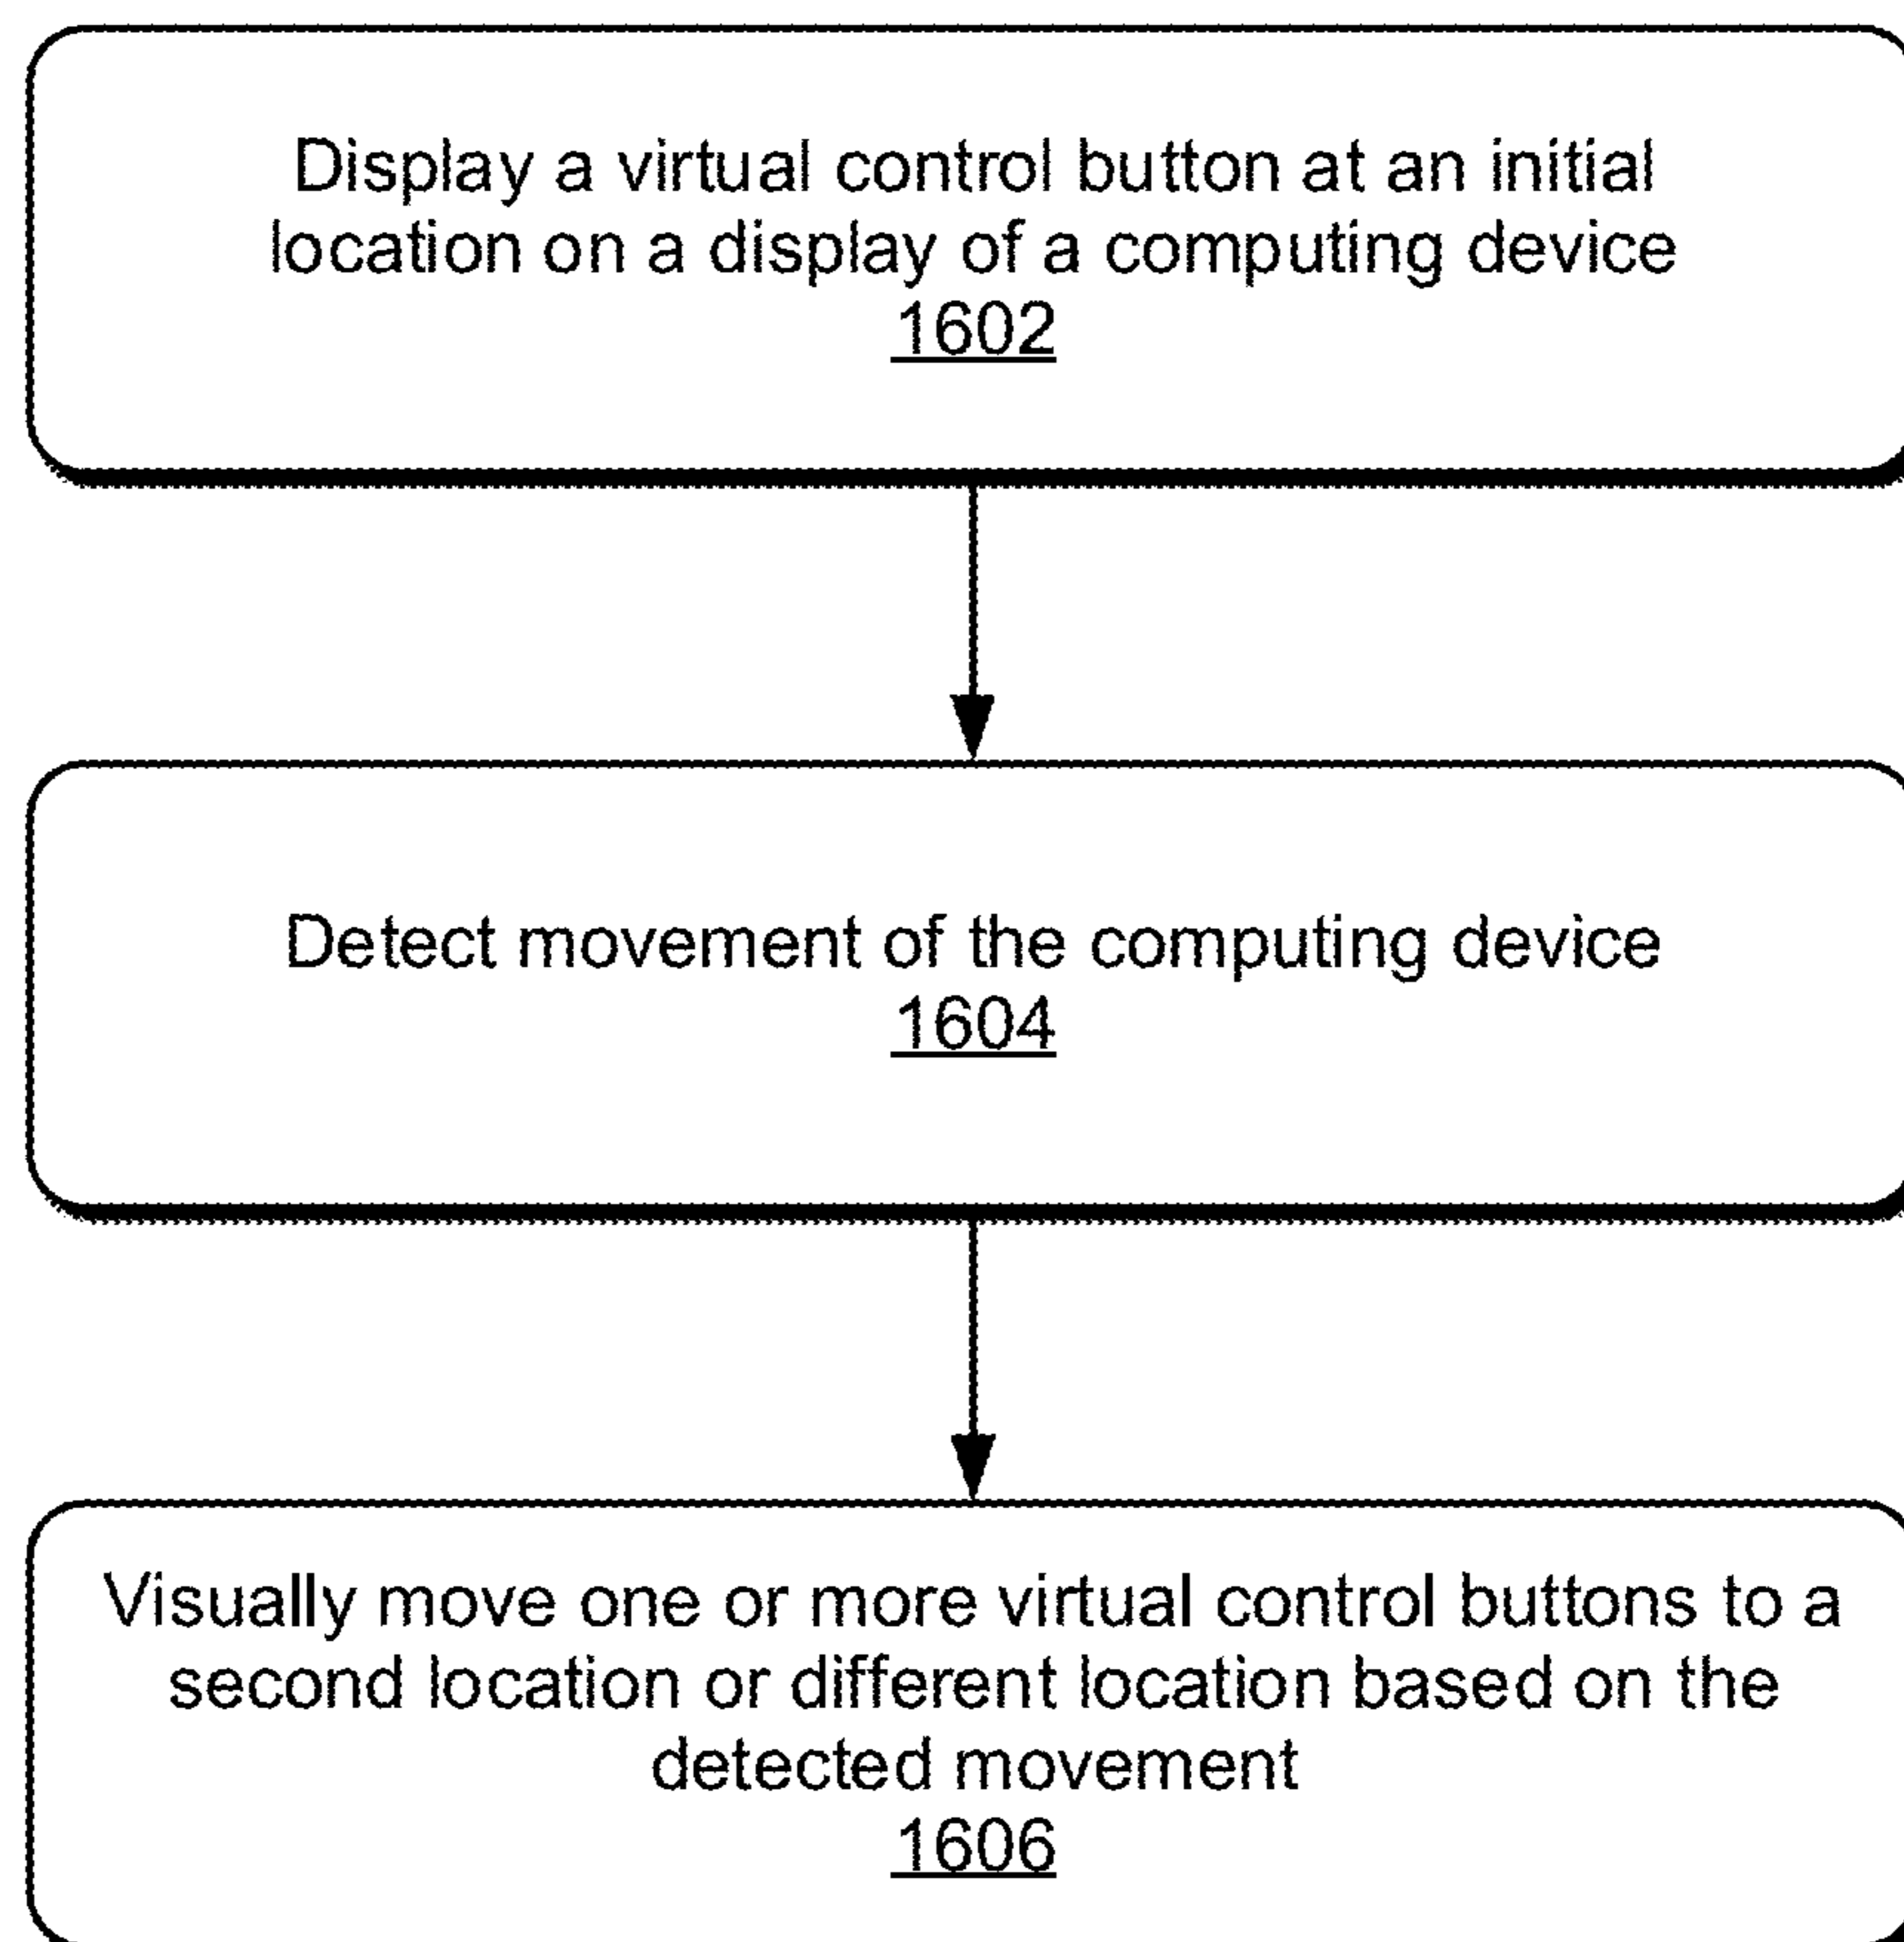 Display a virtual control button at an initial
location on a display of a computing device
1602
Detect movement of the computing device
1604
Visually move one or more virtual control buttons to a
second location or different location based on the
detected movement
1606